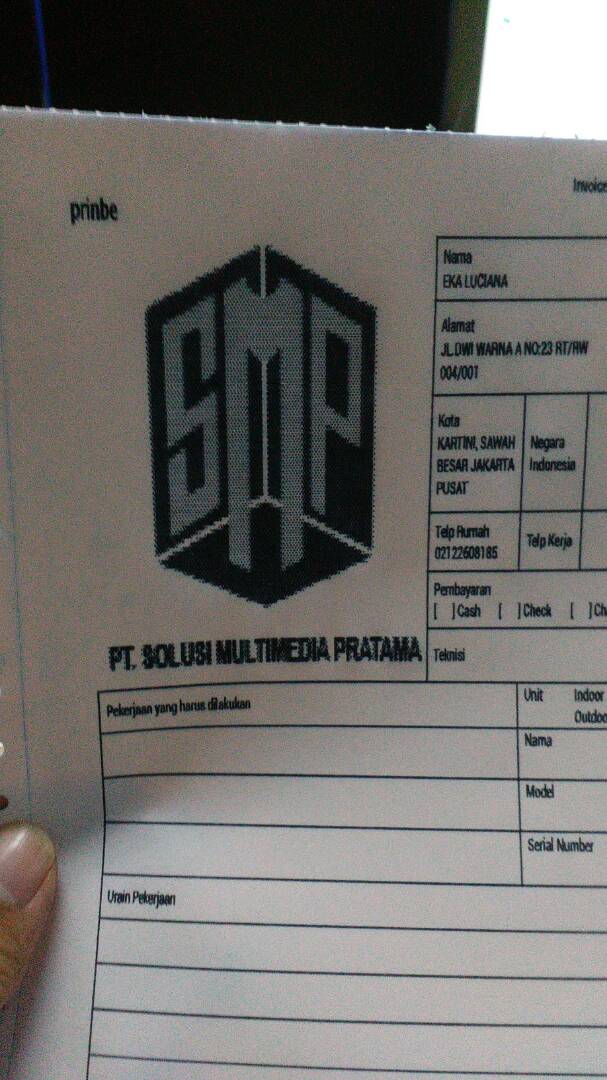 Invoice
prinbe
SMP
PT. SOLUSI MULTIMEDIA PRATAMA
Nama
EKA LUCIANA
Alamat
JL.DWI WARNA A NO:23 RT/RW
004/001
Kota
KARTINI, SAWAH
BESAR JAKARTA
PUSAT
Negara
Indonesia
Telp Rumah
02122608185
Telp Kerja
Pembayaran
[ ] Cash [ ] Check [ ] Ch
Teknisi
Pekerjaan yang harus dilakukan
Unit Indoor
Outdoo
Nama
Model
Serial Number
Urain Pekerjaan